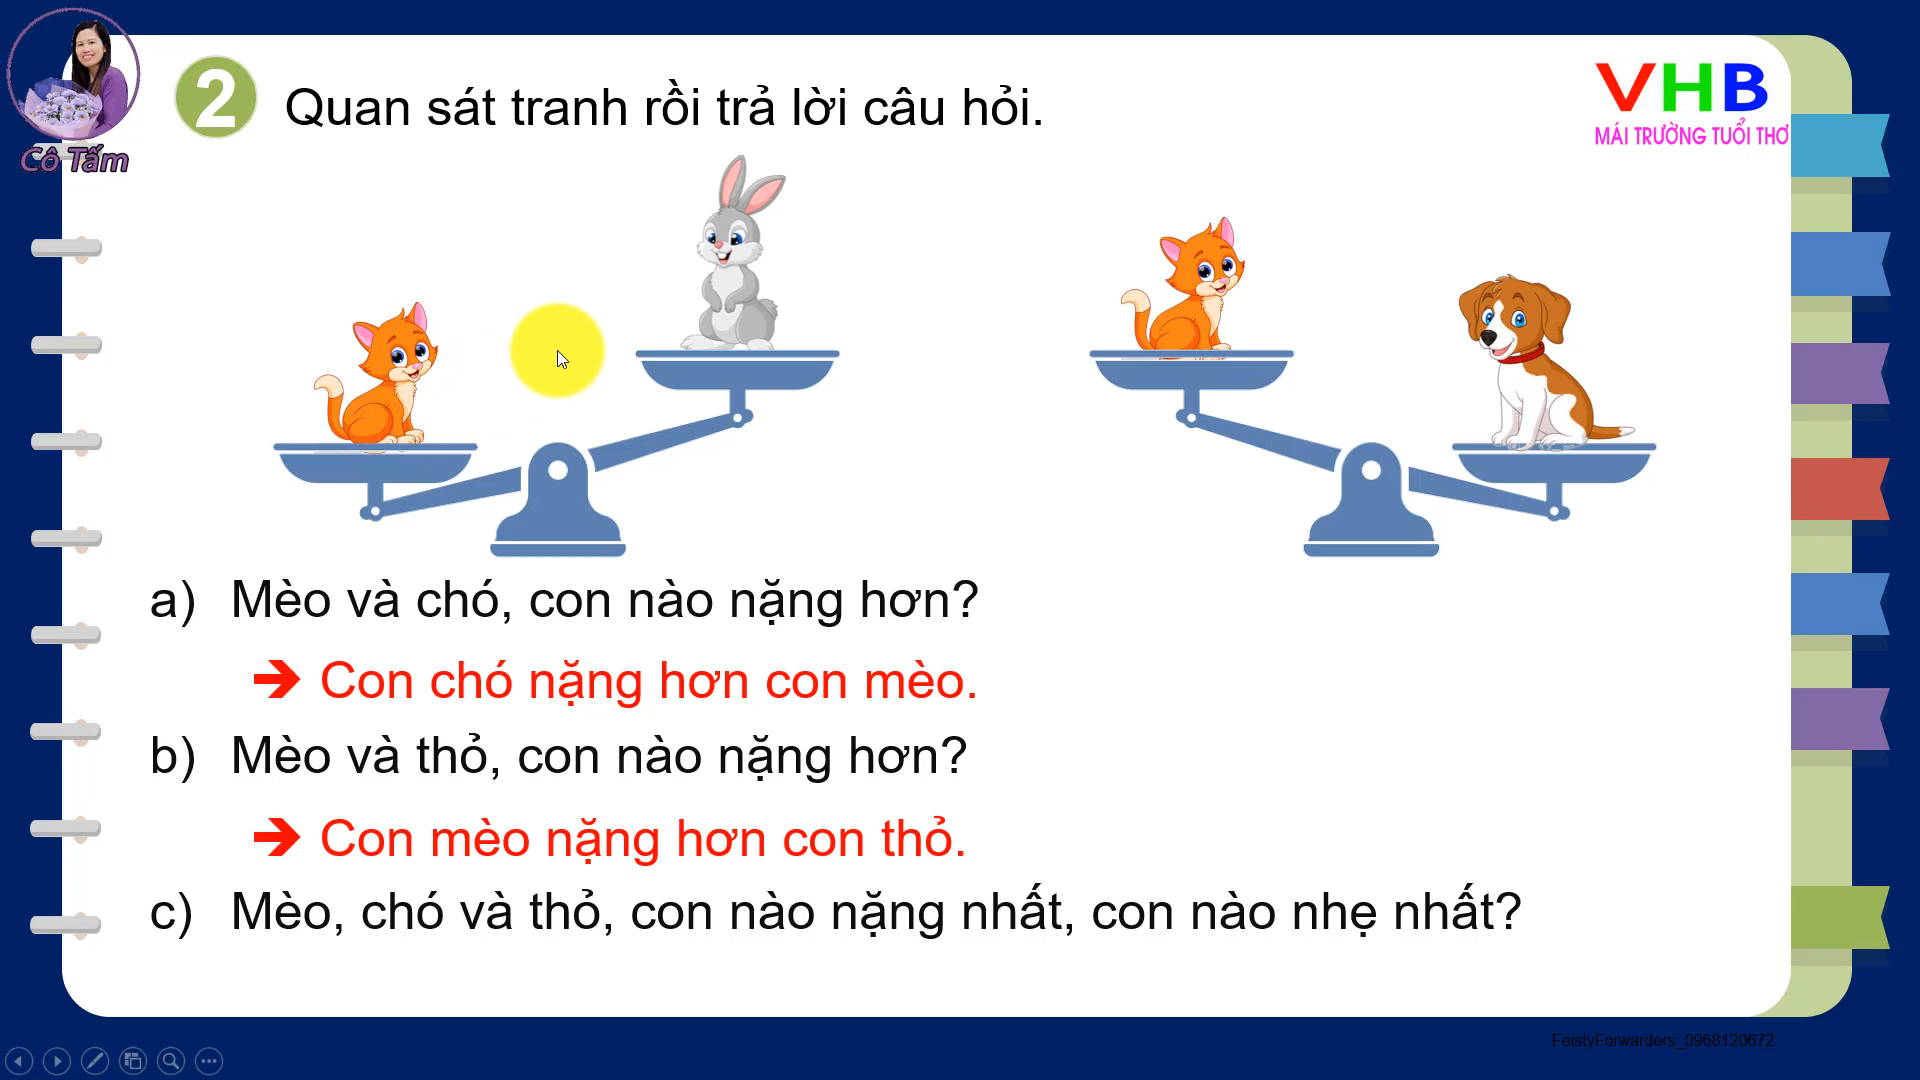 Cô Tấm
2 Quan sát tranh rồi trả lời câu hỏi.
VHB
MÁI TRƯỜNG TUỔI THƠ
a) Mèo và chó, con nào nặng hơn?
➔ Con chó nặng hơn con mèo.
b) Mèo và thỏ, con nào nặng hơn?
➔ Con mèo nặng hơn con thỏ.
c) Mèo, chó và thỏ, con nào nặng nhất, con nào nhẹ nhất?
FeistyForwarders_0968120672